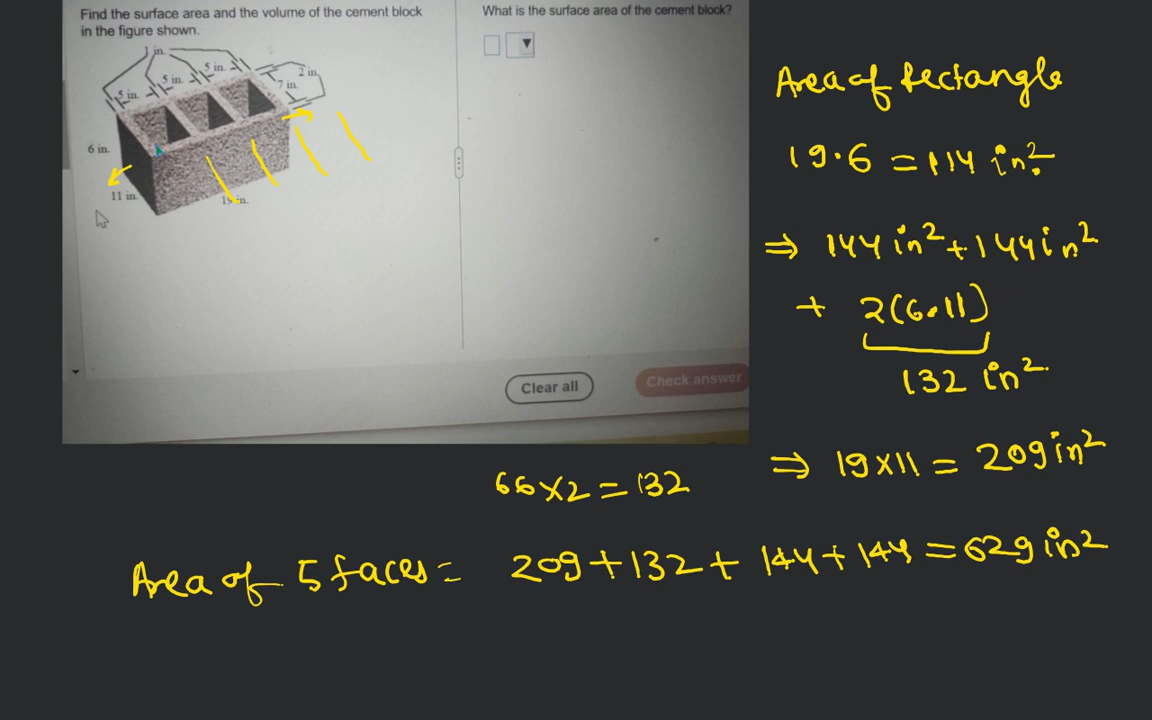 Find the surface area and the volume of the cement block
in the figure shown.
1 in.
5 in.
5 in.
5 in.
2 in.
7 in.
6 in.
11 in.
What is the surface area of the cement block?
Clear all
Check answer
Area of Rectangle
19·6 = 114 in².
⇒ 144 in² + 144 in²
+ 2(6·11)
132 in²
⇒ 19×11 = 209 in²
66×2 = 132
Area of 5 faces = 209 + 132 + 144 + 144 = 629 in²